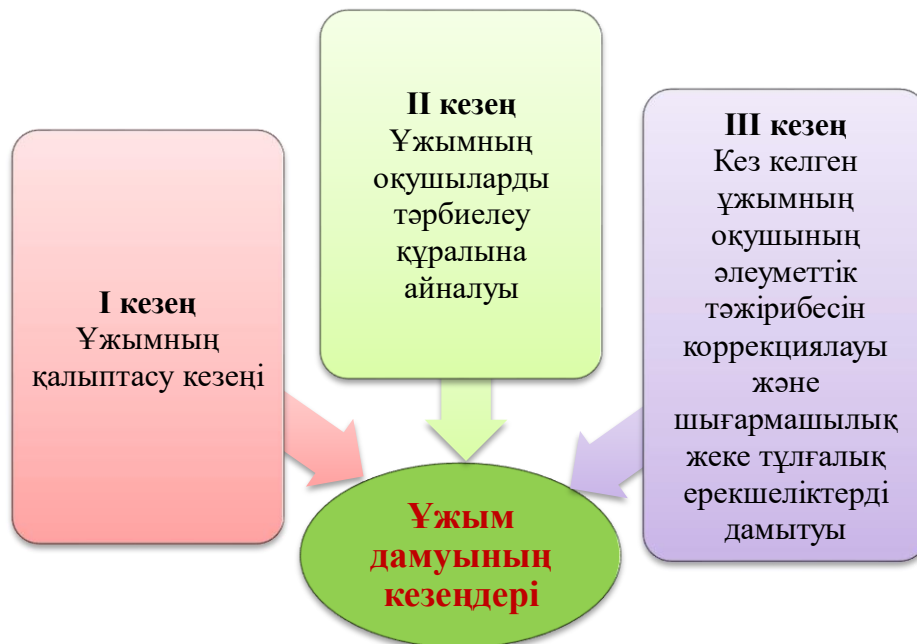 I кезең
Ұжымның
қалыптасу кезеңі
II кезең
Ұжымның
оқушыларды
тәрбиелеу
құралына
айналуы
III кезең
Кез келген
ұжымның
оқушының
әлеуметтік
тәжірибесін
коррекциялауы
және
шығармашылық
жеке тұлғалық
ерекшеліктерді
дамытуы
Ұжым
дамуының
кезеңдері